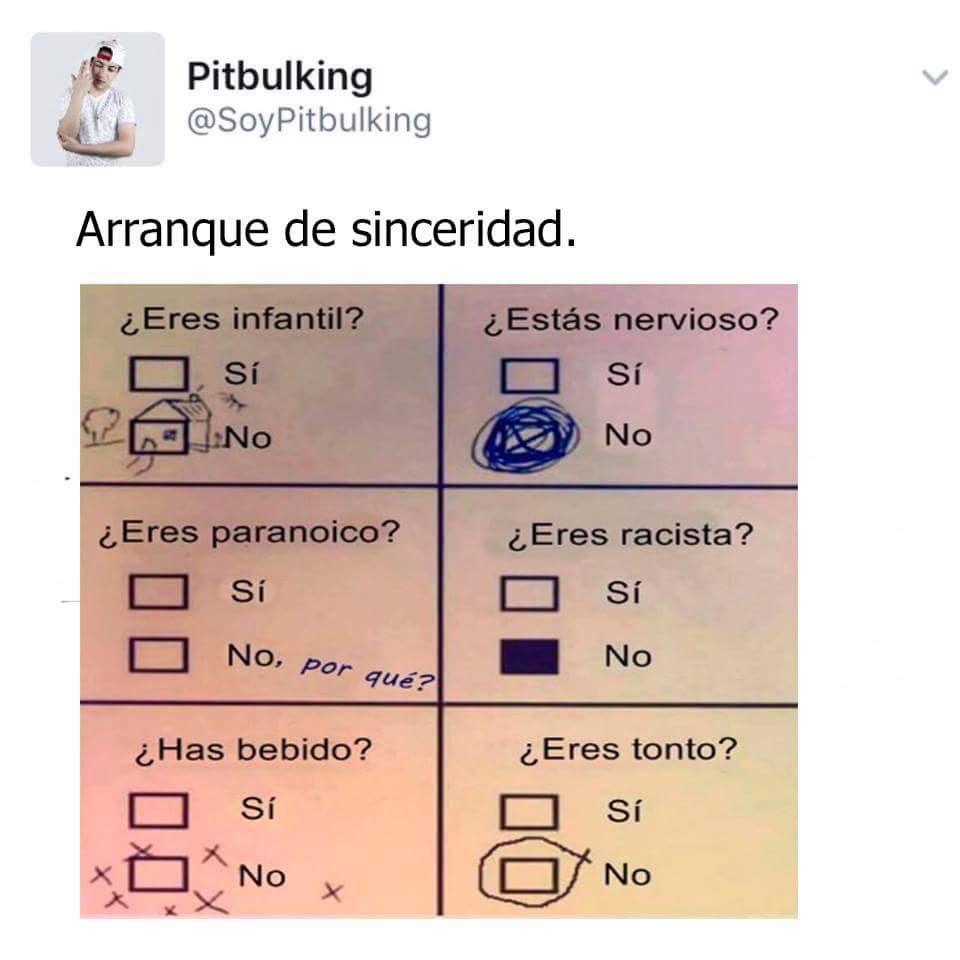 Pitbulking
@SoyPitbulking
Arranque de sinceridad.
¿Eres infantil?
Sí
No
¿Estás nervioso?
Sí
No
¿Eres paranoico?
Sí
No, por qué?
¿Eres racista?
Sí
No
¿Has bebido?
Sí
No
¿Eres tonto?
Sí
No